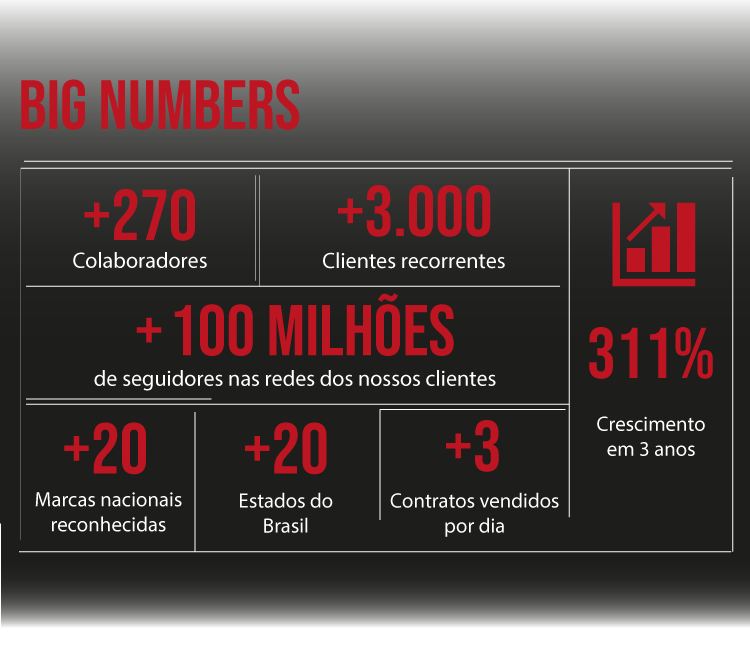 BIG NUMBERS
+270
Colaboradores
+3.000
Clientes recorrentes
+ 100 MILHÕES
de seguidores nas redes dos nossos clientes
+20
Marcas nacionais
reconhecidas
+20
Estados do
Brasil
+3
Contratos vendidos
por dia
311%
Crescimento
em 3 anos